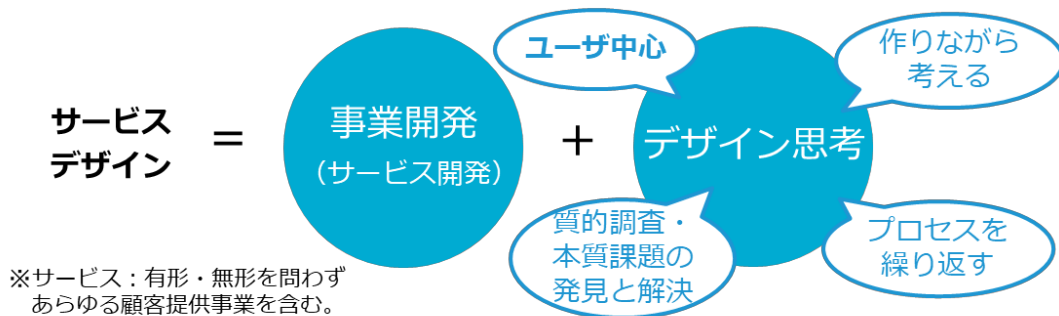 サービス
デザイン
=
事業開発
（サービス開発）
+
デザイン思考
ユーザ中心
作りながら
考える
質的調査・
本質課題の
発見と解決
プロセスを
繰り返す
※サービス：有形・無形を問わず
あらゆる顧客提供事業を含む。